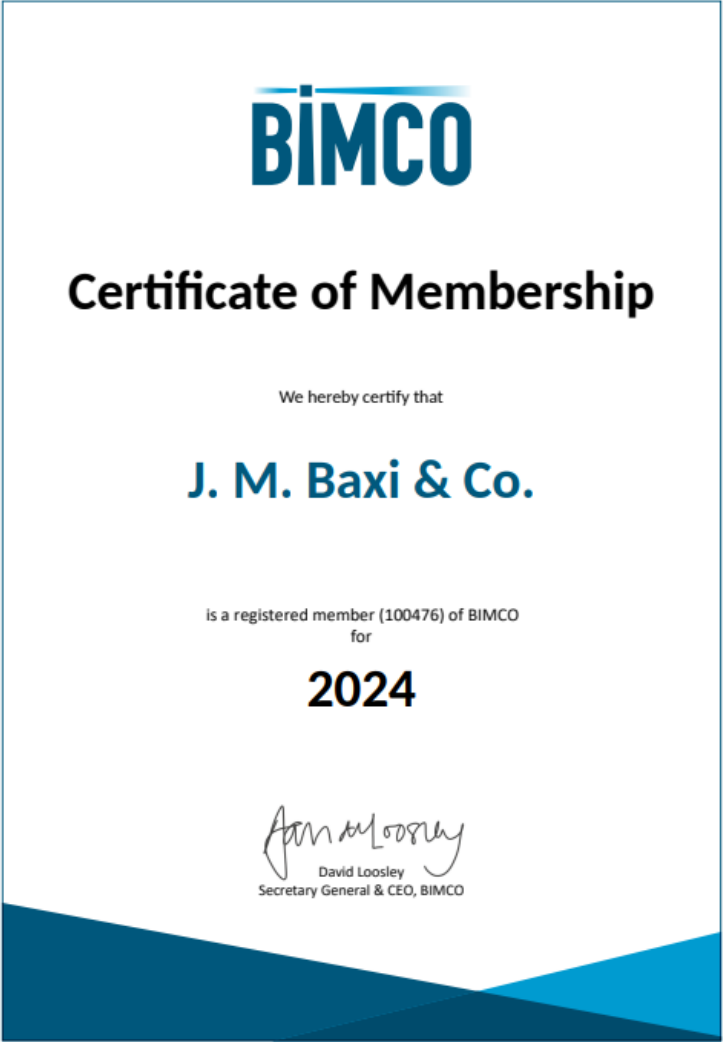 BIMCO
Certificate of Membership
We hereby certify that
J. M. Baxi & Co.
is a registered member (100476) of BIMCO
for
2024
David Loosley
Secretary General & CEO, BIMCO